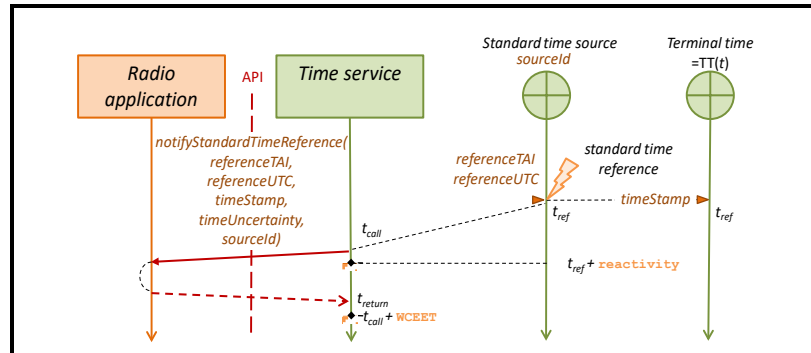 Radio
application
API
Time service
Standard time source
sourceId
Terminal time
=TT(t)
notifyStandardTimeReference(
referenceTAI,
referenceUTC,
timeStamp,
timeUncertainty,
sourceId)
referenceTAI
referenceUTC
standard time
reference
timeStamp
tref
tref
tcall
tref + reactivity
treturn
tcall + WCEET